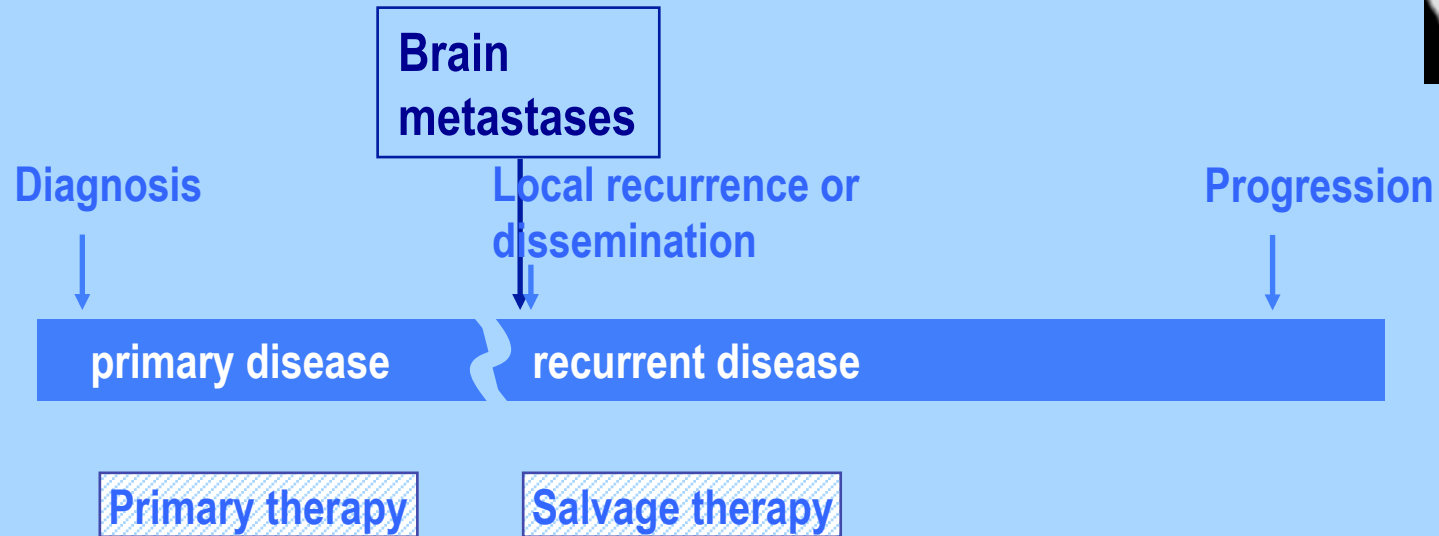 Brain
metastases
Diagnosis
Local recurrence or
dissemination
Progression
primary disease
recurrent disease
Primary therapy
Salvage therapy